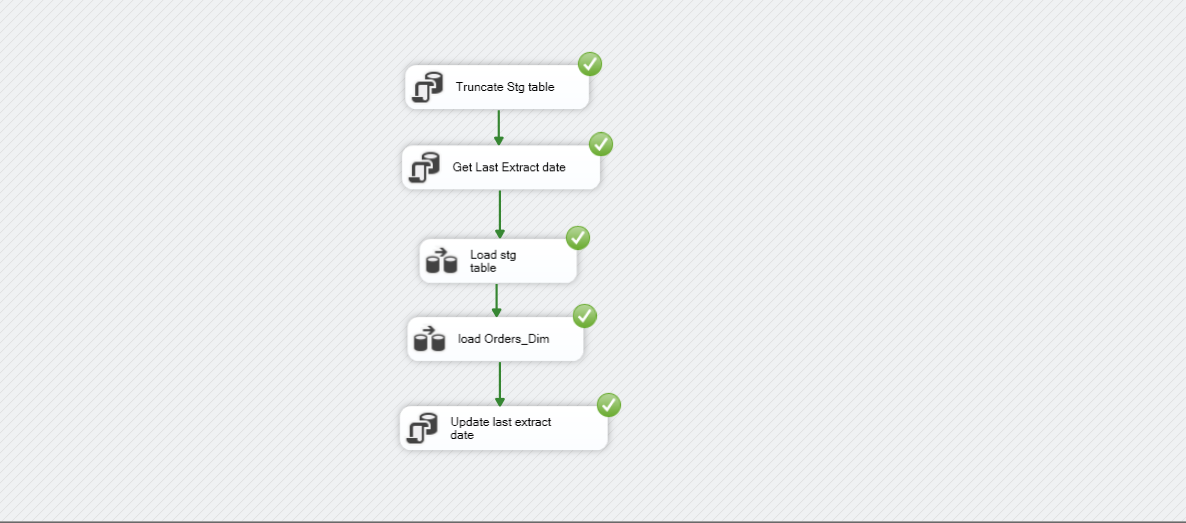 Truncate Stg table
Get Last Extract date
Load stg
table
load Orders_Dim
Update last extract
date